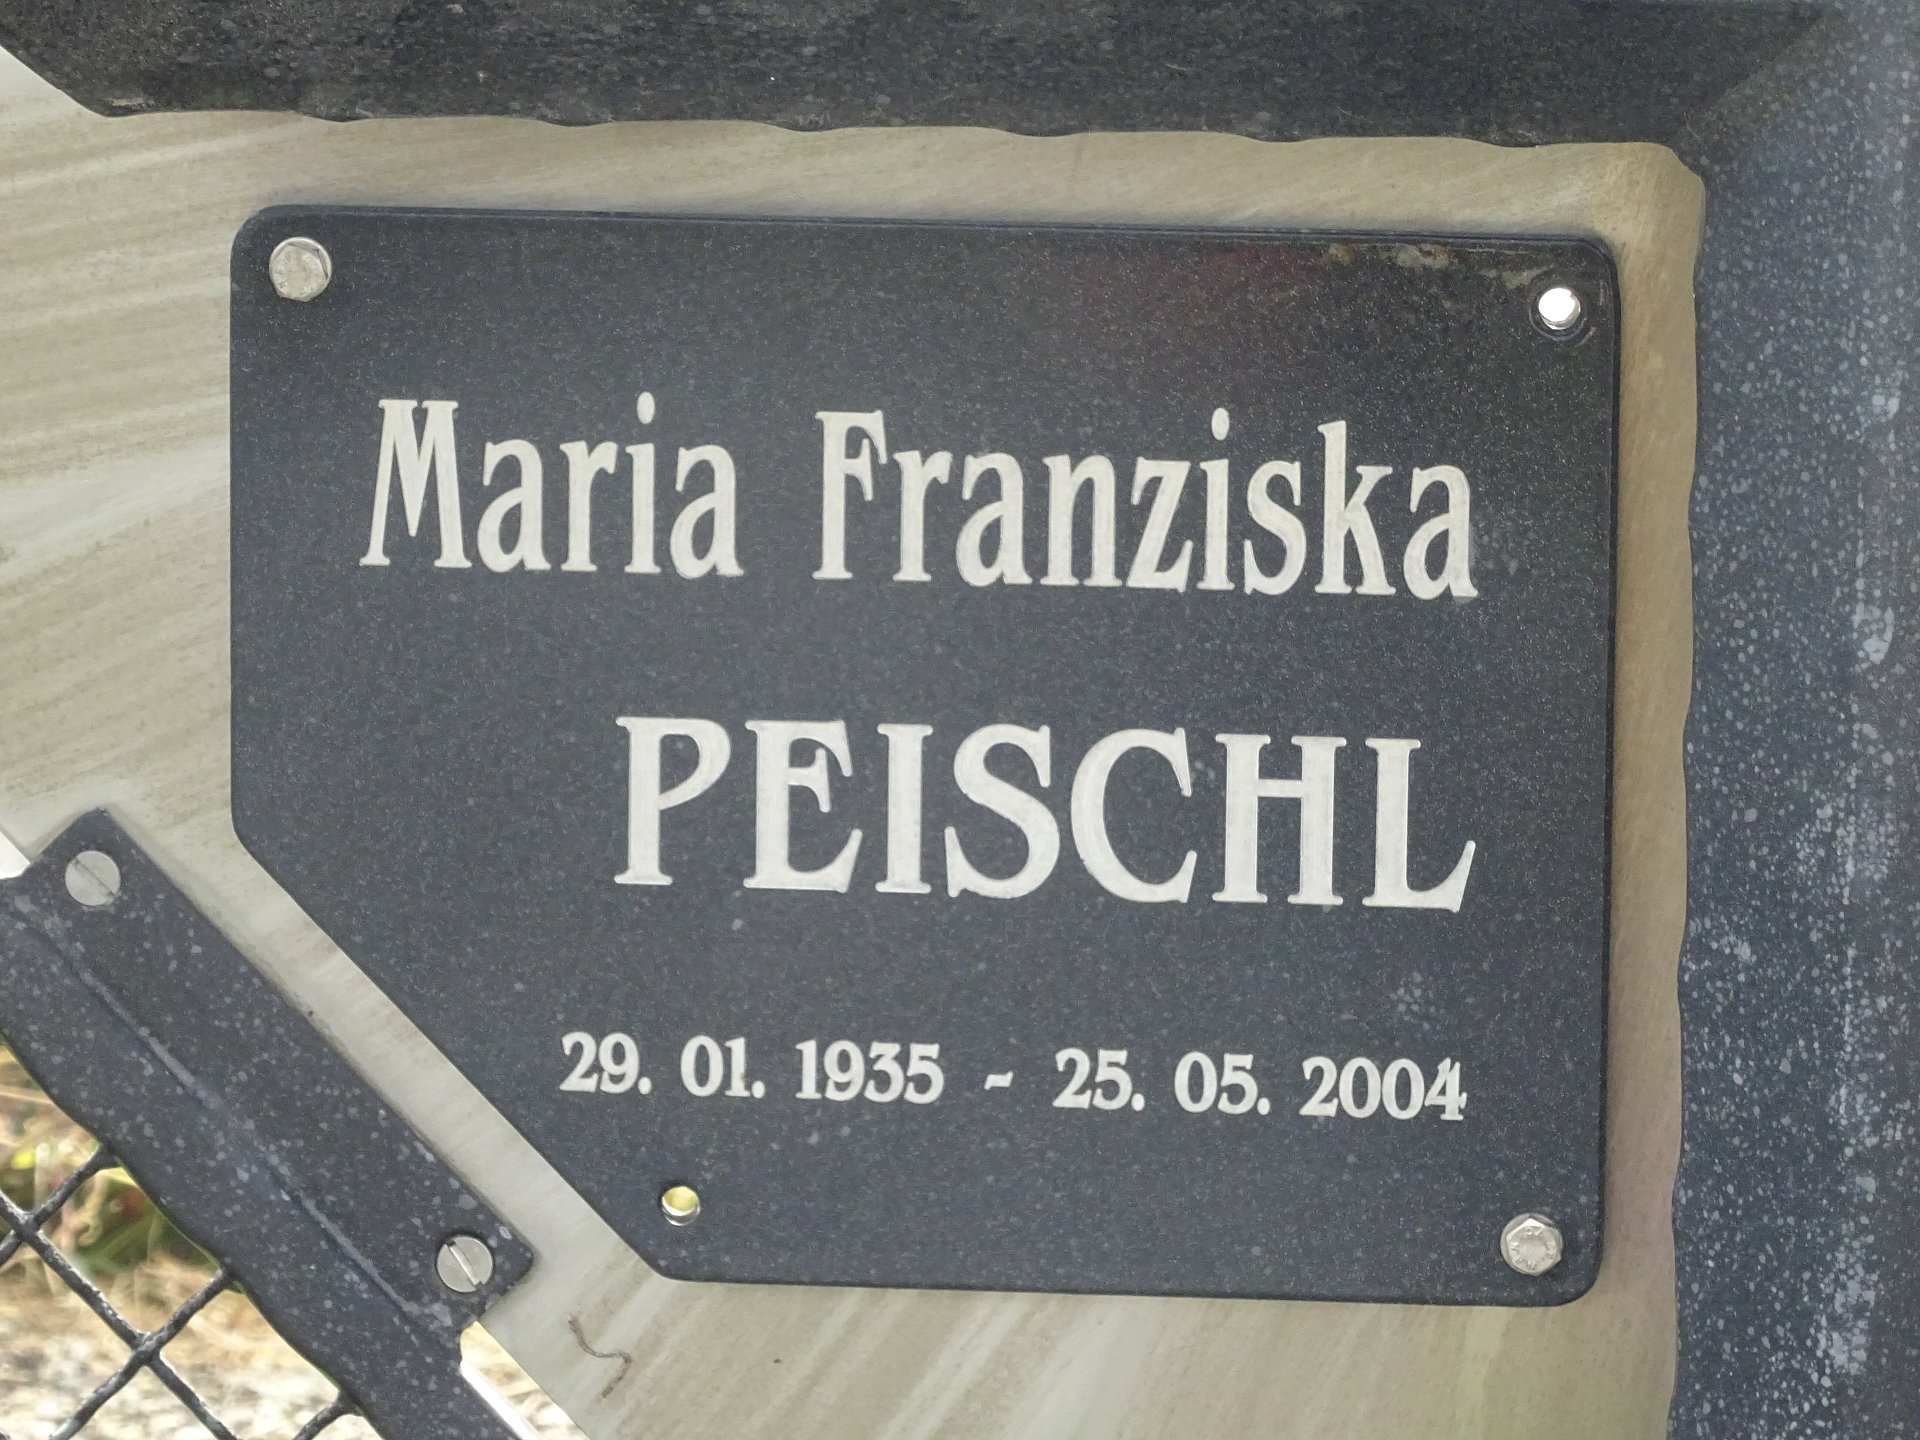 Maria Franziska
PEISCHL
29. 01. 1935 - 25. 05. 2004